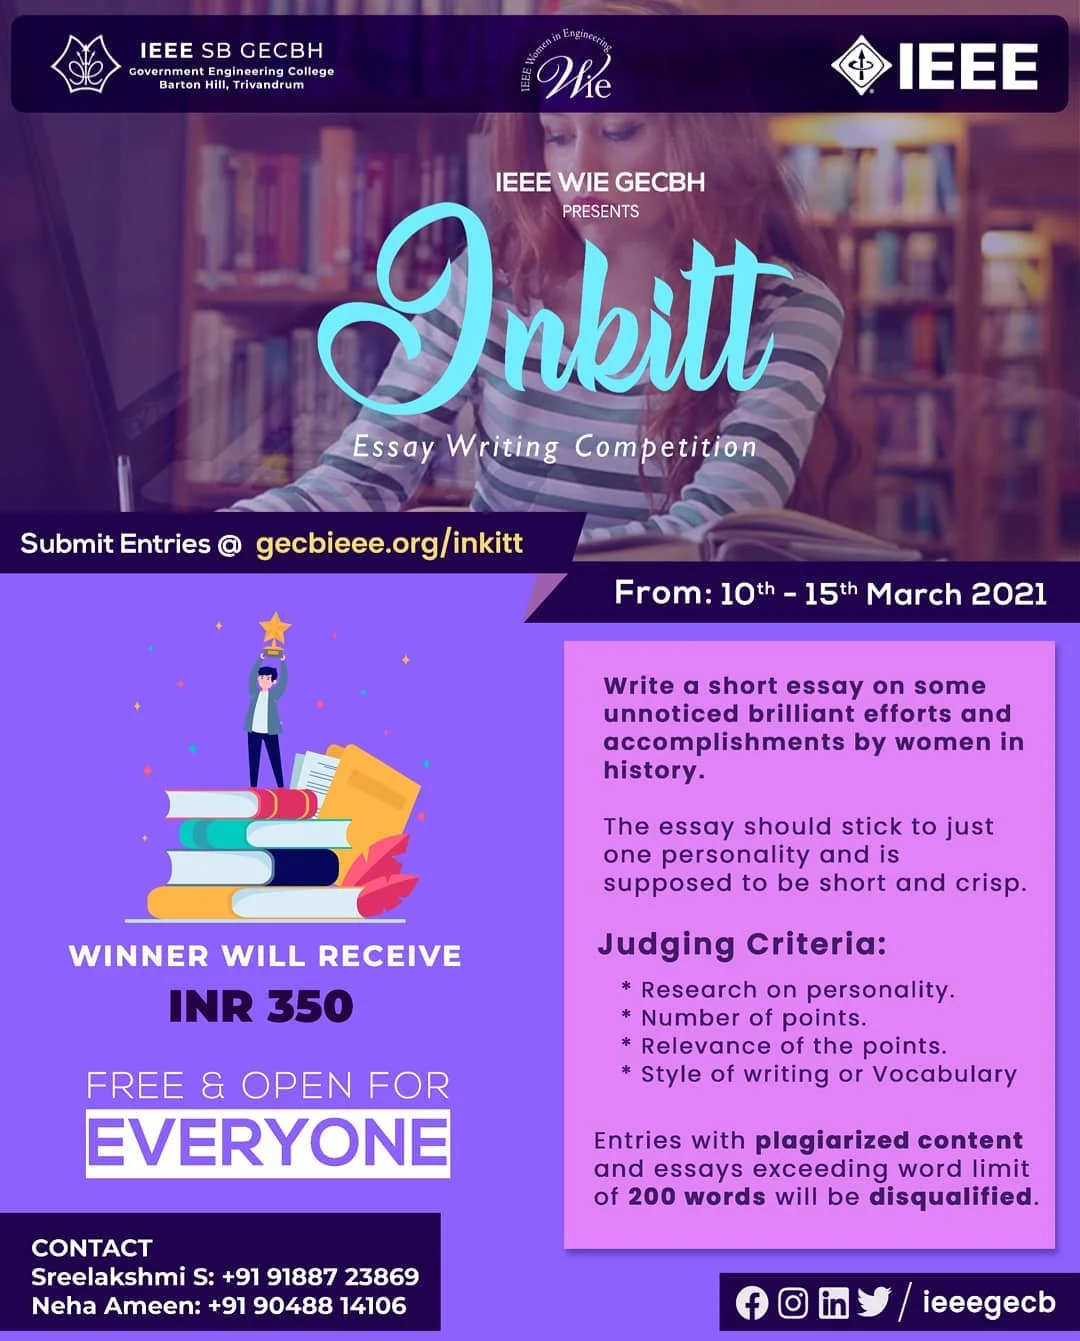 IEEE SB GECBH
Government Engineering College
Barton Hill, Trivandrum
IEEE Women in Engineering
Wie
IEEE
IEEE WIE GECBH
PRESENTS
Inkitt
Essay Writing Competition
Submit Entries @ gecbieee.org/inkitt
From: 10th - 15th March 2021
Write a short essay on some
unnoticed brilliant efforts and
accomplishments by women in
history.
The essay should stick to just
one personality and is
supposed to be short and crisp.
Judging Criteria:
* Research on personality.
* Number of points.
* Relevance of the points.
* Style of writing or Vocabulary
Entries with plagiarized content
and essays exceeding word limit
of 200 words will be disqualified.
WINNER WILL RECEIVE
INR 350
FREE & OPEN FOR
EVERYONE
CONTACT
Sreelakshmi S: +91 91887 23869
Neha Ameen: +91 90488 14106
/ ieeegecb